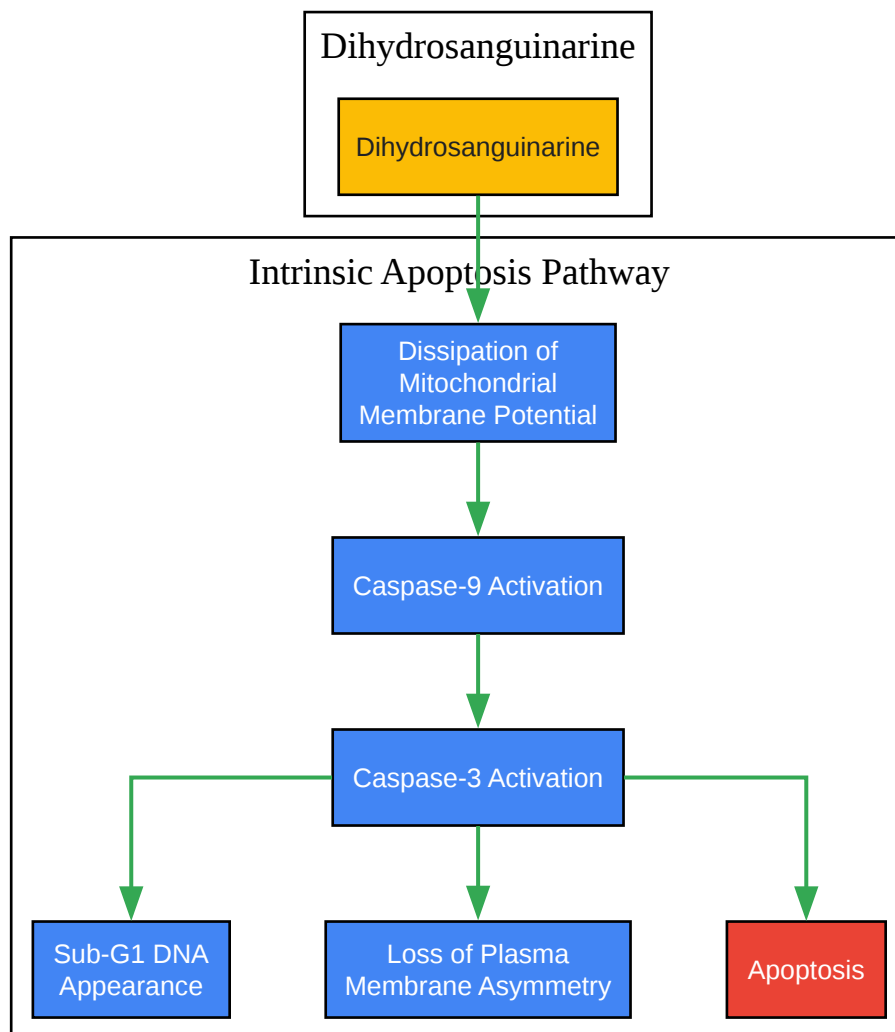 Dihydrosanguinarine
Dihydrosanguinarine
Intrinsic Apoptosis Pathway
Dissipation of
Mitochondrial
Membrane Potential
Caspase-9 Activation
Caspase-3 Activation
Sub-G1 DNA
Appearance
Loss of Plasma
Membrane Asymmetry
Apoptosis